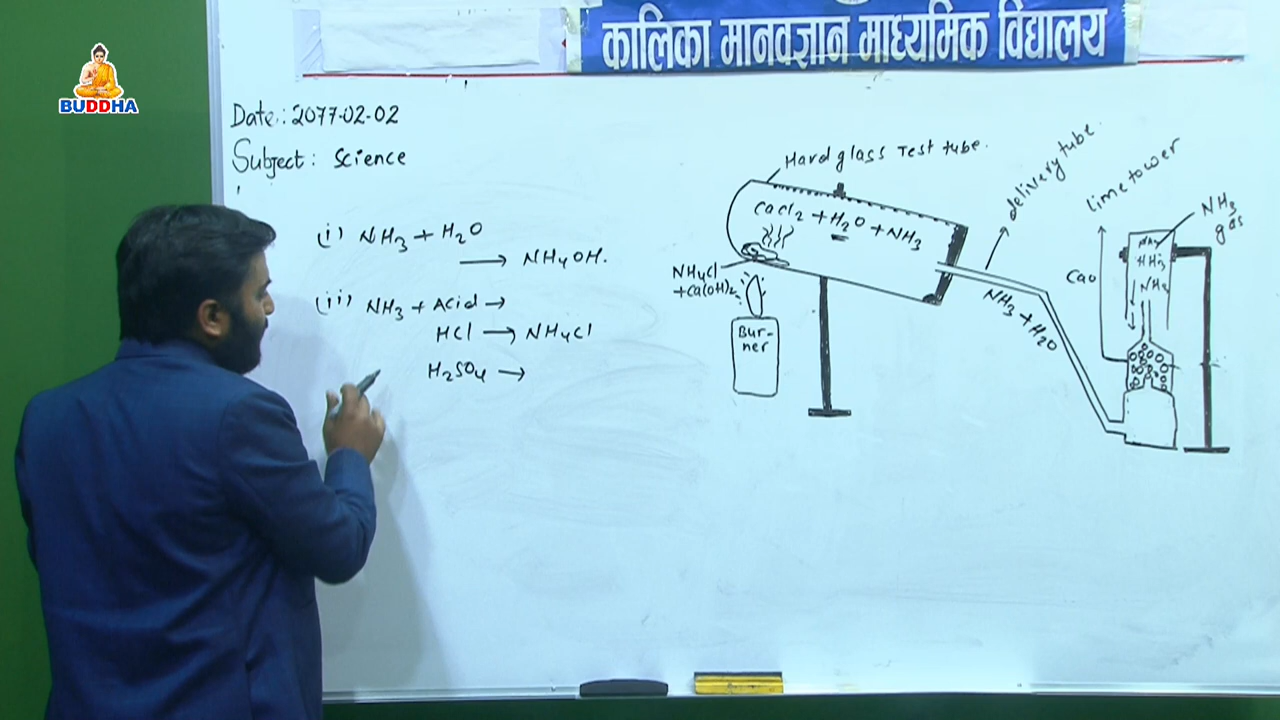 BUDDHA
कालिका मानवज्ञान माध्यमिक विद्यालय
Date: 2077-02-02
Subject: Science
(i) NH3 + H2O
→ NH4OH.
(ii) NH3 + Acid →
HCl → NH4Cl
H2SO4 →
Hard glass Test tube.
CaCl2 + H2O + NH3
NH4Cl
+Ca(OH)2
Bur-
ner
delivery tube.
NH3 + H2O
lime tower
CaO
NH3
gas
NH3
NH3
NH3